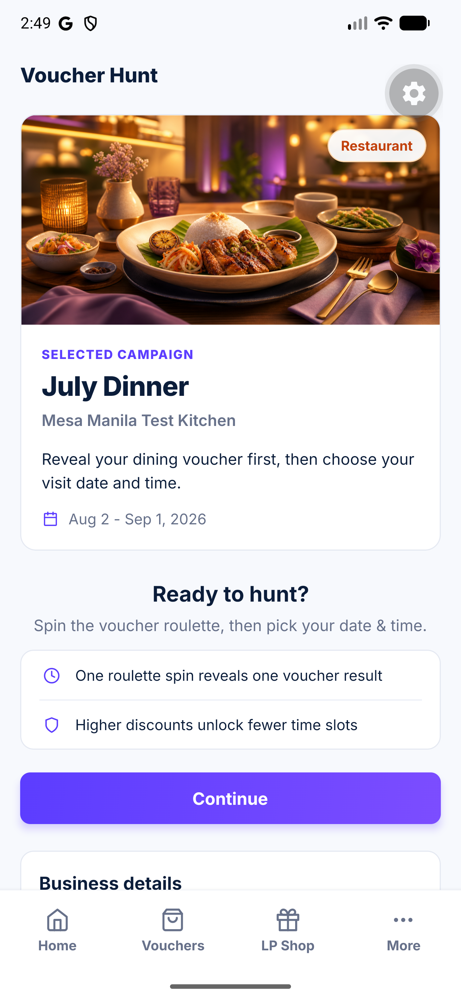 2:49
Voucher Hunt
Restaurant
SELECTED CAMPAIGN
July Dinner
Mesa Manila Test Kitchen
Reveal your dining voucher first, then choose your
visit date and time.
Aug 2 - Sep 1, 2026
Ready to hunt?
Spin the voucher roulette, then pick your date & time.
One roulette spin reveals one voucher result
Higher discounts unlock fewer time slots
Continue
Business details
Home
Vouchers
LP Shop
More